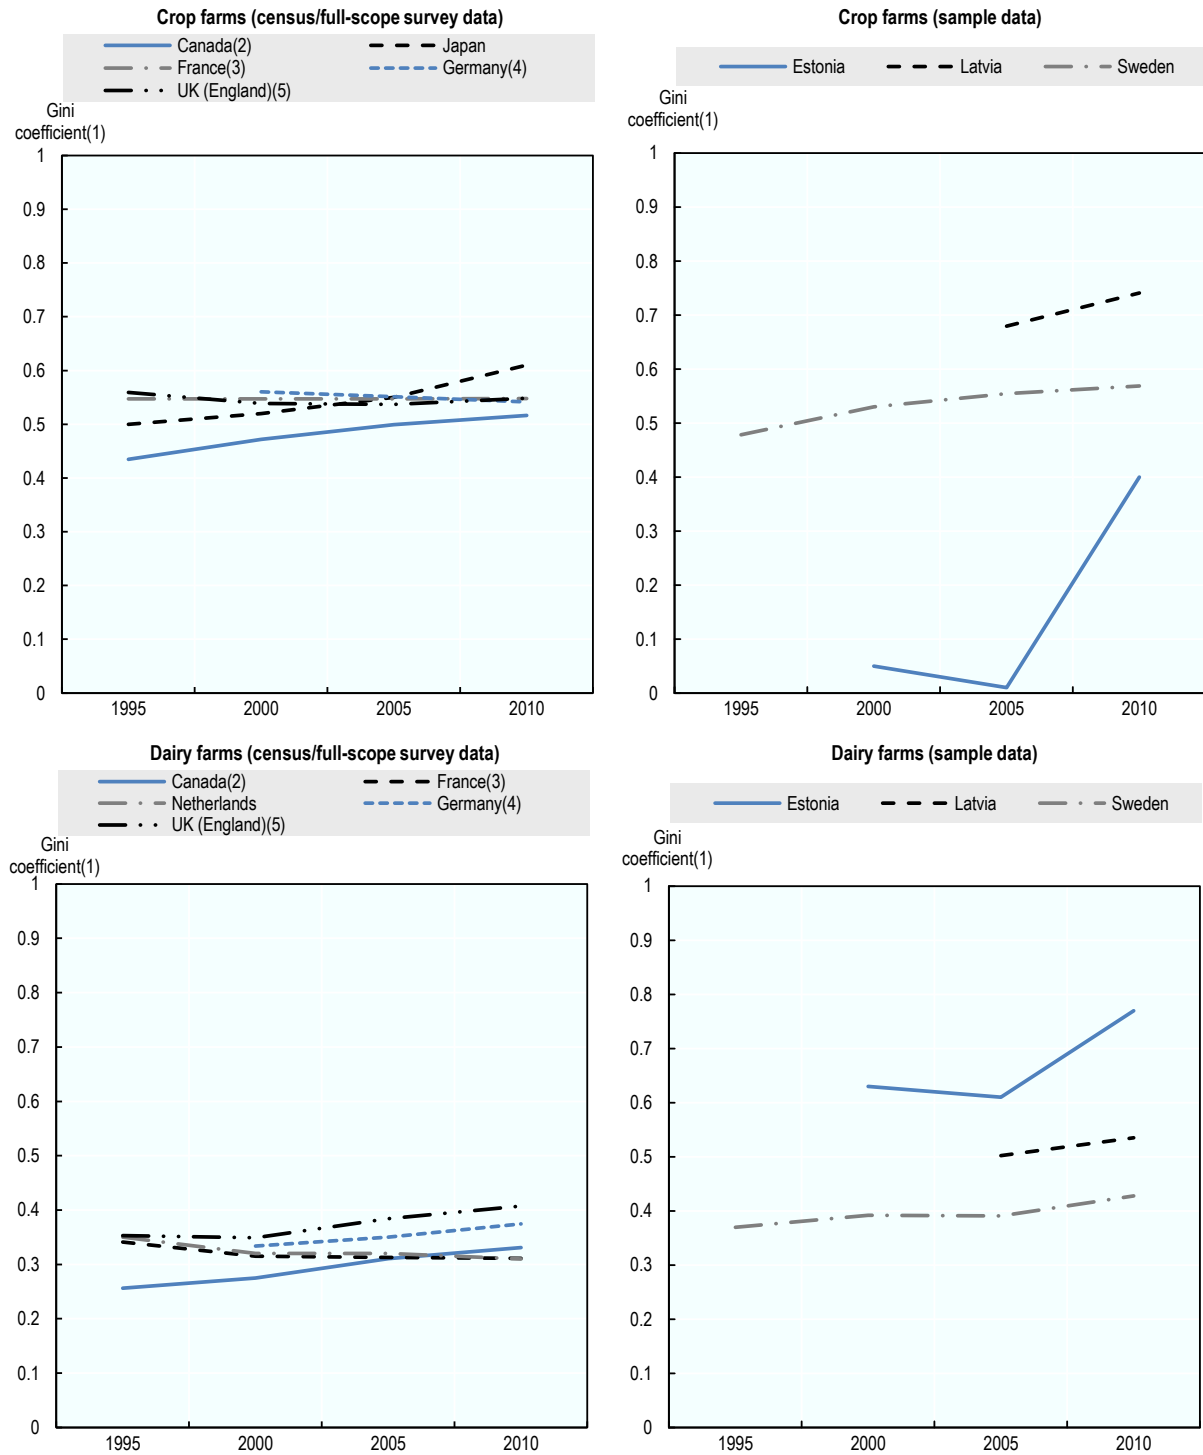 Crop farms (census/full-scope survey data)
Canada(2)
Japan
France(3)
Germany(4)
UK (England)(5)
Gini
coefficient(1)
1
0.9
0.8
0.7
0.6
0.5
0.4
0.3
0.2
0.1
0
1995
2000
2005
2010
Crop farms (sample data)
Estonia
Latvia
Sweden
Gini
coefficient(1)
1
0.9
0.8
0.7
0.6
0.5
0.4
0.3
0.2
0.1
0
1995
2000
2005
2010
Dairy farms (census/full-scope survey data)
Canada(2)
France(3)
Netherlands
Germany(4)
UK (England)(5)
Gini
coefficient(1)
1
0.9
0.8
0.7
0.6
0.5
0.4
0.3
0.2
0.1
0
1995
2000
2005
2010
Dairy farms (sample data)
Estonia
Latvia
Sweden
Gini
coefficient(1)
1
0.9
0.8
0.7
0.6
0.5
0.4
0.3
0.2
0.1
0
1995
2000
2005
2010